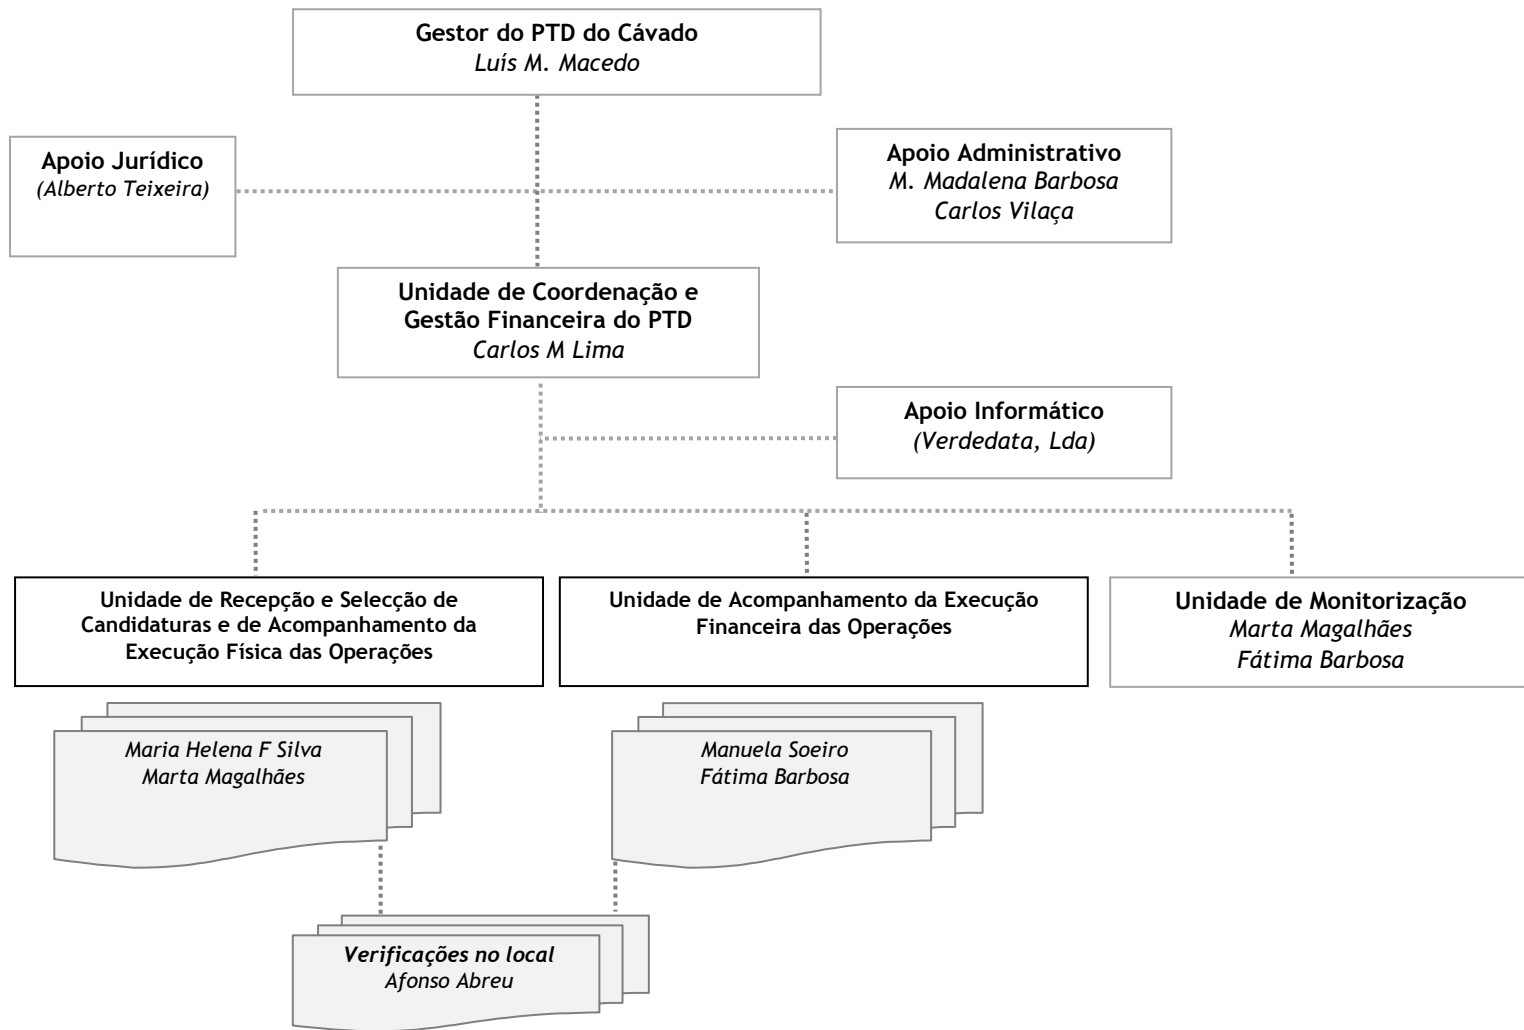 Gestor do PTD do Cávado
Luís M. Macedo
Apoio Jurídico
(Alberto Teixeira)
Apoio Administrativo
M. Madalena Barbosa
Carlos Vilaça
Unidade de Coordenação e
Gestão Financeira do PTD
Carlos M Lima
Apoio Informático
(Verdedata, Lda)
Unidade de Recepção e Selecção de
Candidaturas e de Acompanhamento da
Execução Física das Operações
Unidade de Acompanhamento da Execução
Financeira das Operações
Unidade de Monitorização
Marta Magalhães
Fátima Barbosa
Maria Helena F Silva
Marta Magalhães
Manuela Soeiro
Fátima Barbosa
Verificações no local
Afonso Abreu